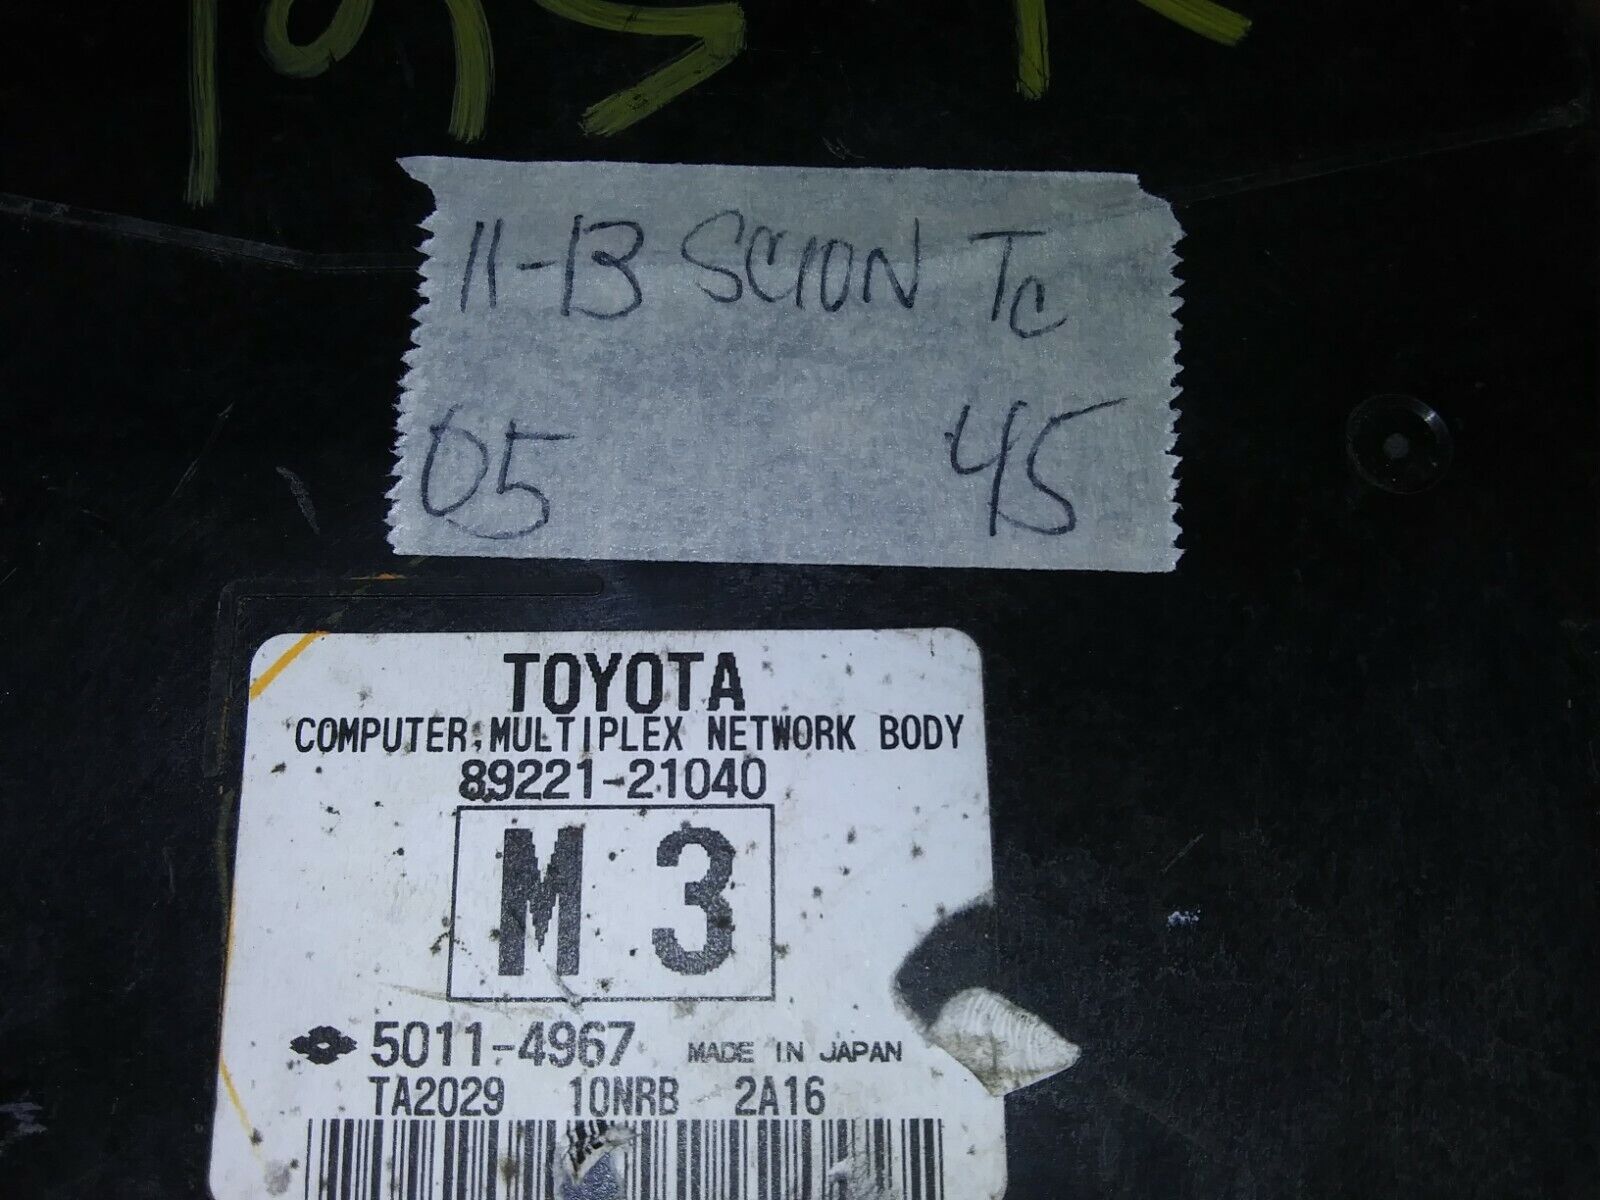 11-13 SCION Tc
05 45
TOYOTA
COMPUTER,MULTIPLEX NETWORK BODY
89221-21040
M 3
5011-4967 MADE IN JAPAN
TA2029 10NRB 2A16